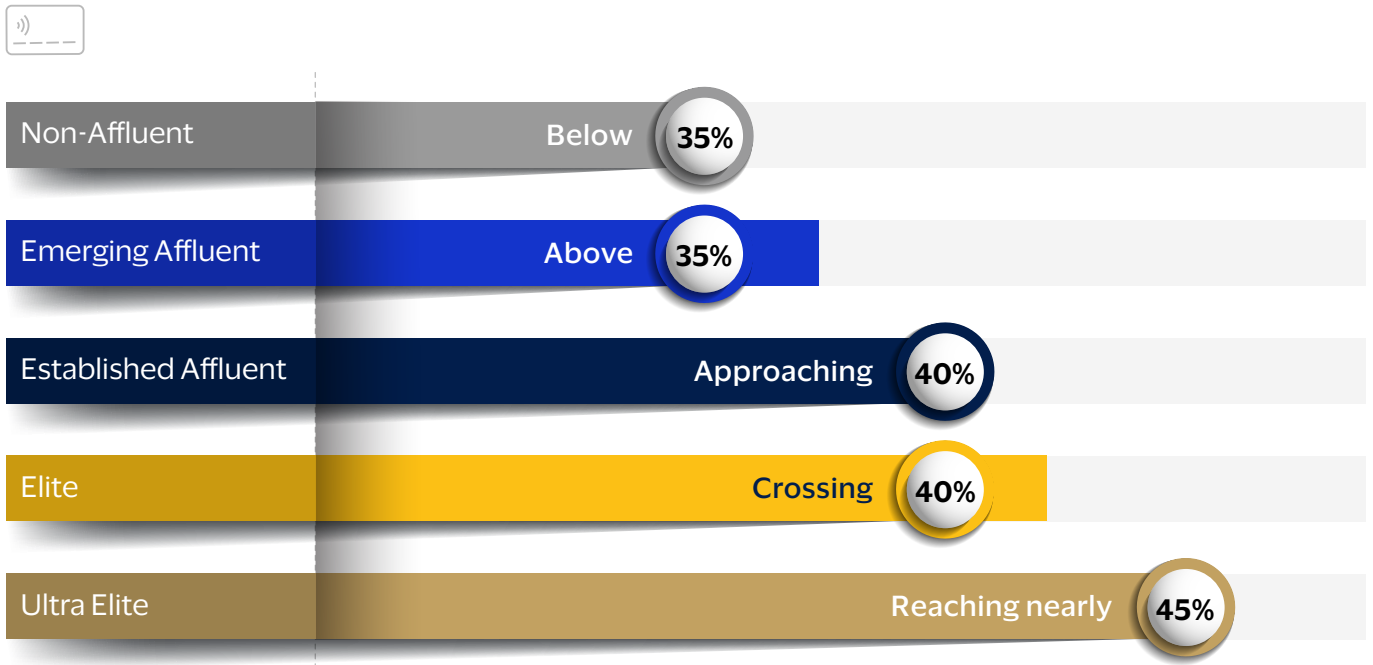 Non-Affluent Below 35%
Emerging Affluent Above 35%
Established Affluent Approaching 40%
Elite Crossing 40%
Ultra Elite Reaching nearly 45%